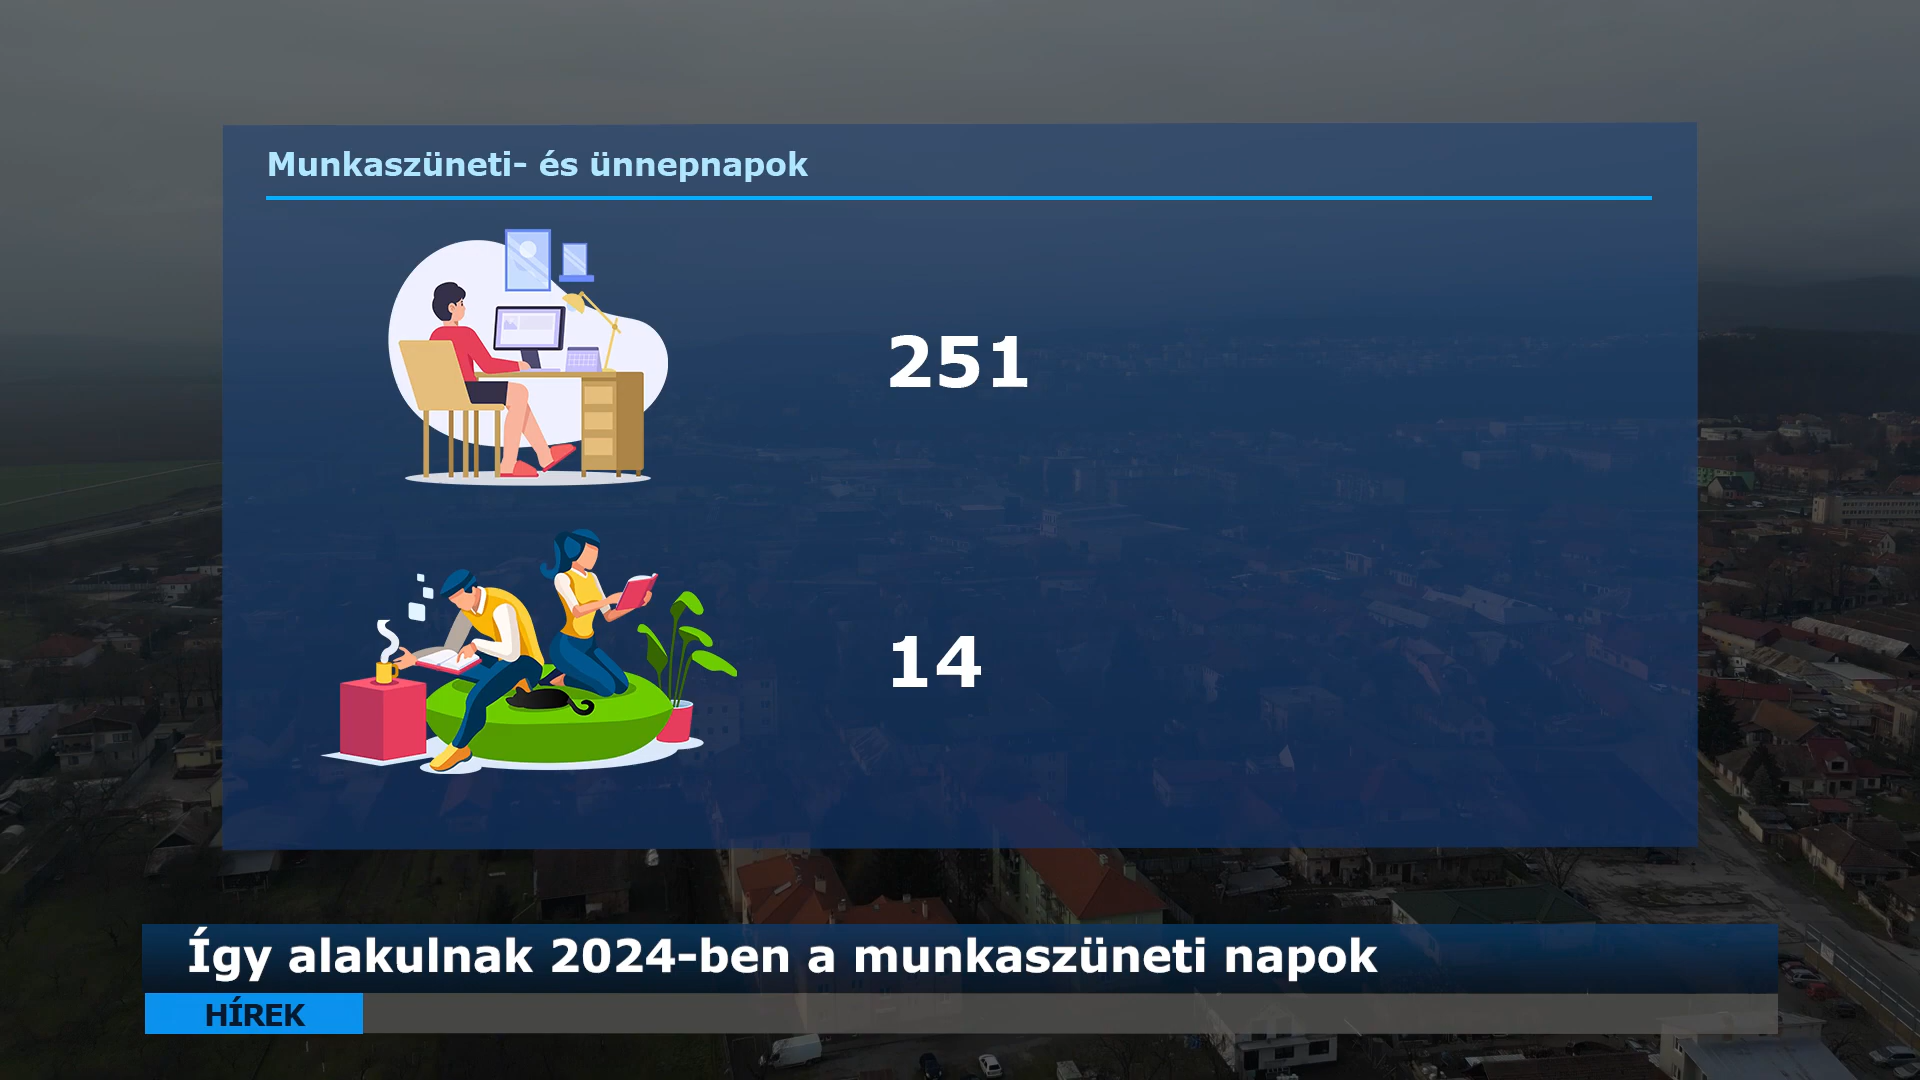 Munkaszüneti- és ünnepnapok
251
14
Így alakulnak 2024-ben a munkaszüneti napok
HÍREK